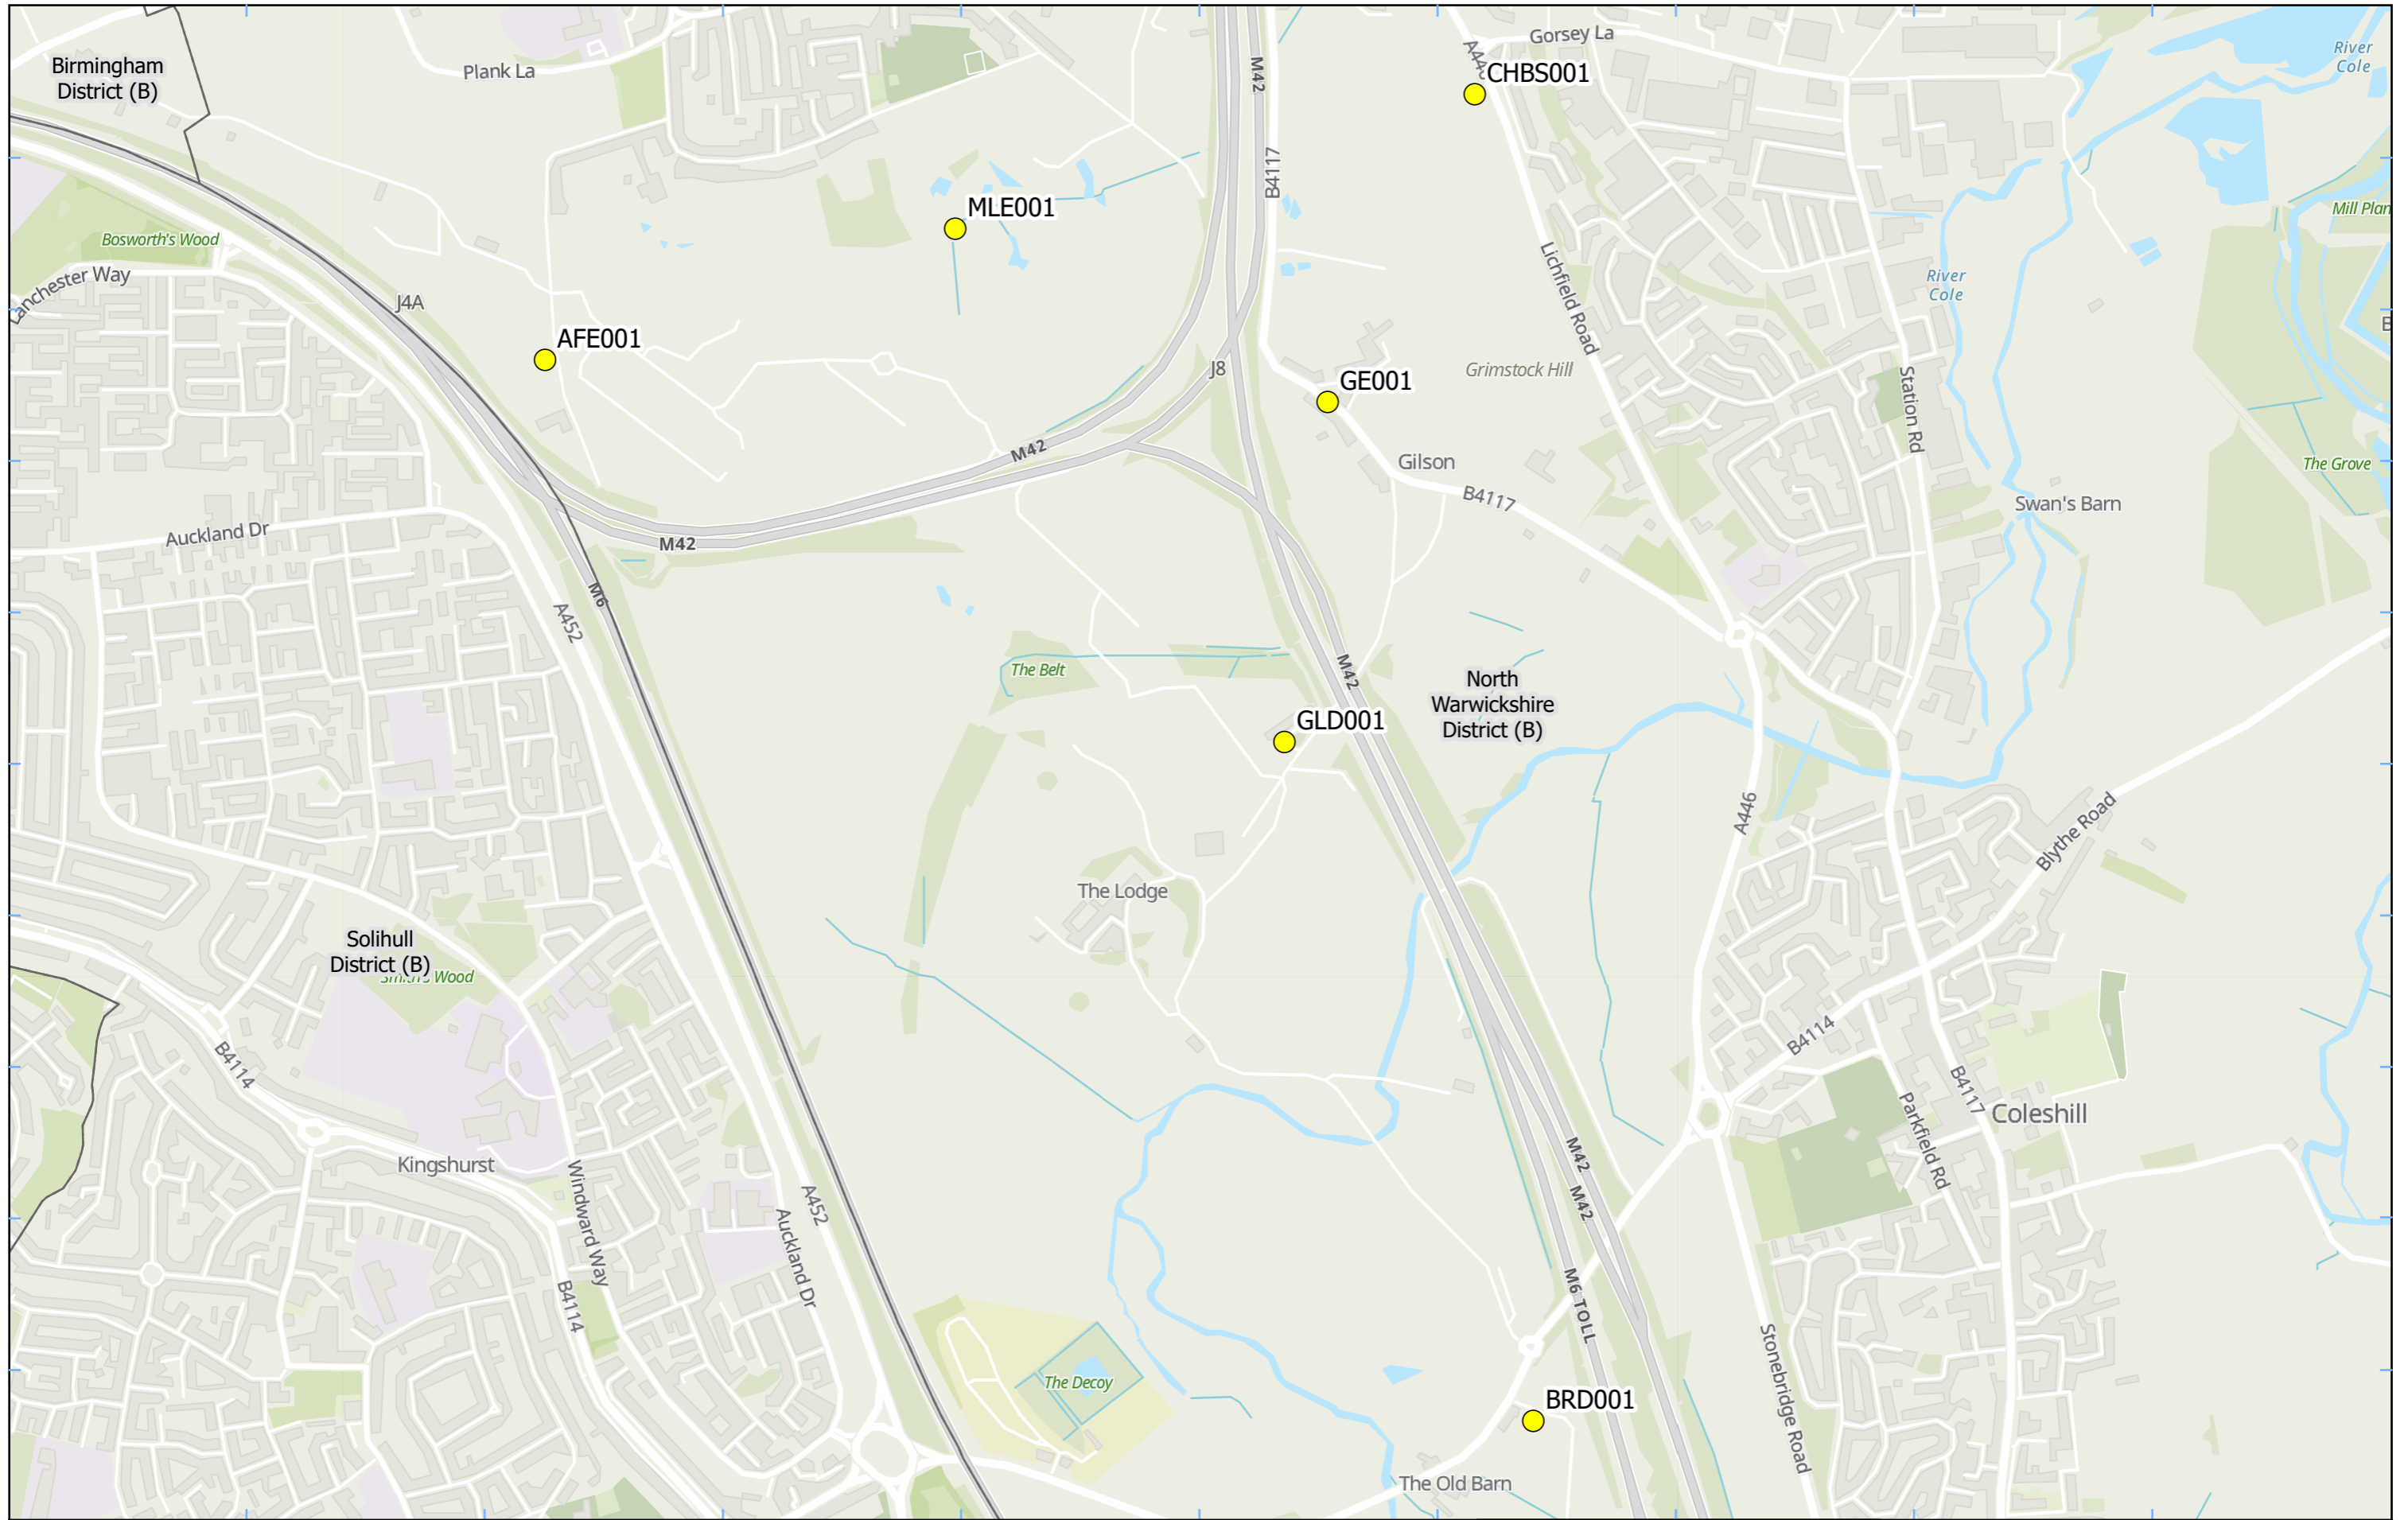 Birmingham
District (B)
Plank La
M42
Gorsey La
River
Cole
CHBS001
B4117
MLE001
Mill Plan
Bosworth's Wood
Lanchester Way
J4A
River
Cole
Lichfield Road
AFE001
J8
GE001
Grimstock Hill
Station Rd
M42
Gilson
B4117
The Grove
Swan's Barn
Auckland Dr
M42
M6
A452
The Belt
M42
North
Warwickshire
District (B)
GLD001
A446
Blythe Road
The Lodge
Solihull
District (B)
Smith's Wood
B4114
B4114
B4117
Parkfield Rd
Coleshill
Kingshurst
Windward Way
M42
M42
A452
Auckland Dr
B4114
M6 TOLL
Stonebridge Road
The Decoy
BRD001
The Old Barn